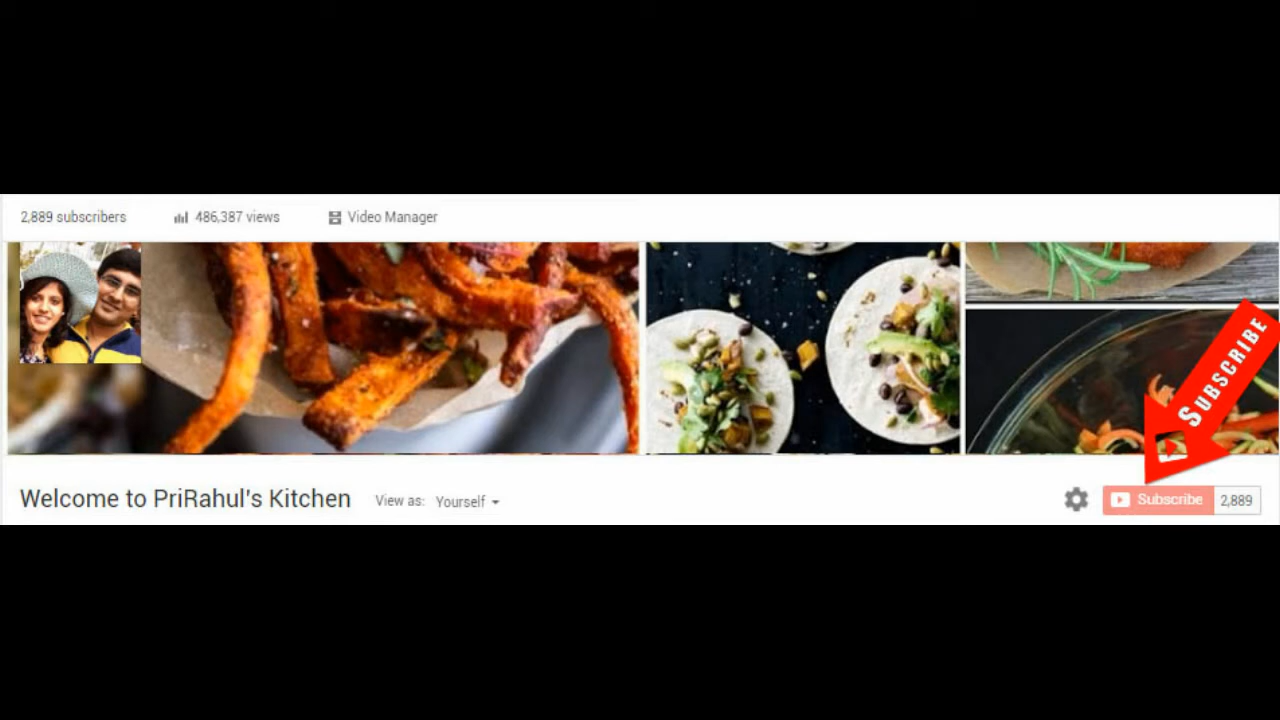 2,889 subscribers 486,387 views Video Manager
SUBSCRIBE
Welcome to PriRahul's Kitchen View as: Yourself Subscribe 2,889